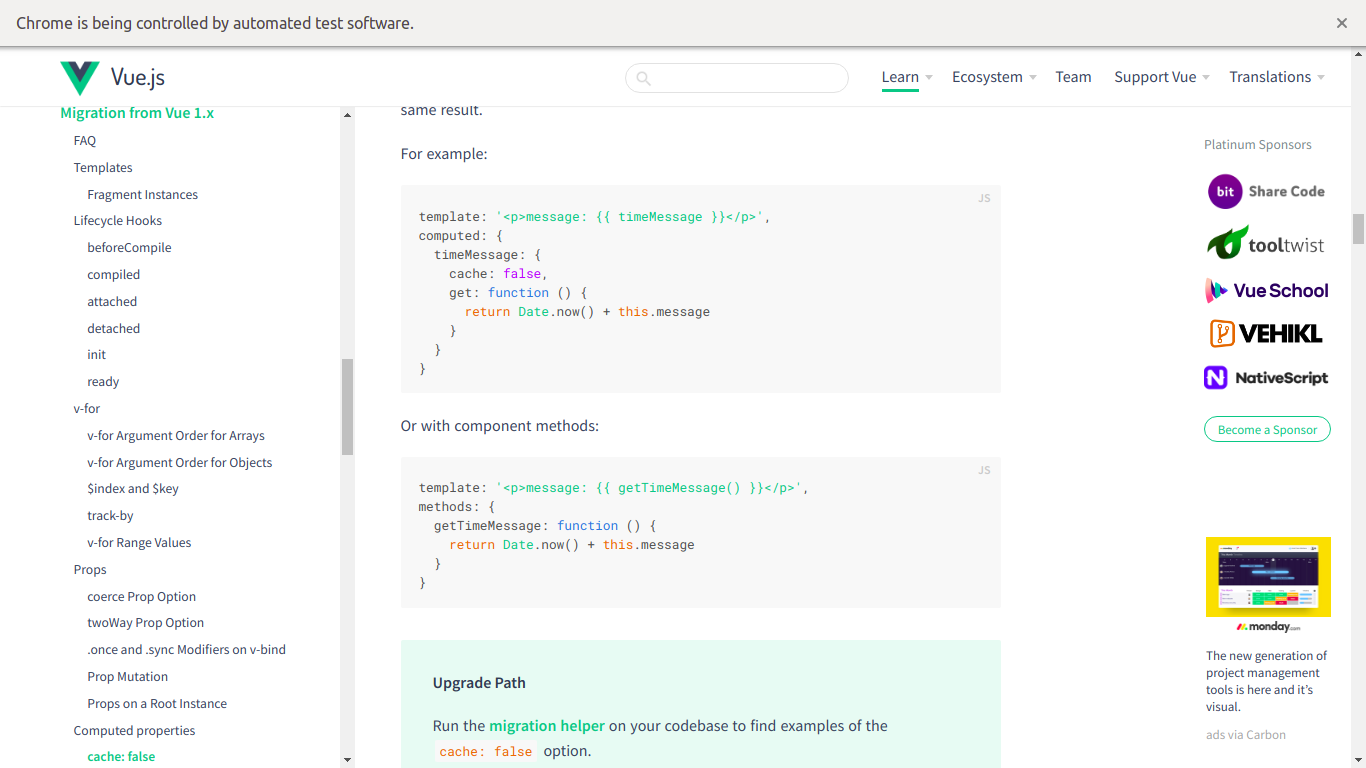 Chrome is being controlled by automated test software.
Vue.js
Learn
Ecosystem
Team
Support Vue
Translations
Migration from Vue 1.x
FAQ
Templates
Fragment Instances
Lifecycle Hooks
beforeCompile
compiled
attached
detached
init
ready
v-for
v-for Argument Order for Arrays
v-for Argument Order for Objects
$index and $key
track-by
v-for Range Values
Props
coerce Prop Option
twoWay Prop Option
.once and .sync Modifiers on v-bind
Prop Mutation
Props on a Root Instance
Computed properties
cache: false
same result.
For example:
JS
template: '<p>message: {{ timeMessage }}</p>',
computed: {
timeMessage: {
cache: false,
get: function () {
return Date.now() + this.message
}
}
}
Or with component methods:
JS
template: '<p>message: {{ getTimeMessage() }}</p>',
methods: {
getTimeMessage: function () {
return Date.now() + this.message
}
}
Upgrade Path
Run the migration helper on your codebase to find examples of the
cache: false option.
Platinum Sponsors
bit Share Code
tooltwist
Vue School
VEHIKL
NativeScript
Become a Sponsor
monday.com
The new generation of
project management
tools is here and it's
visual.
ads via Carbon